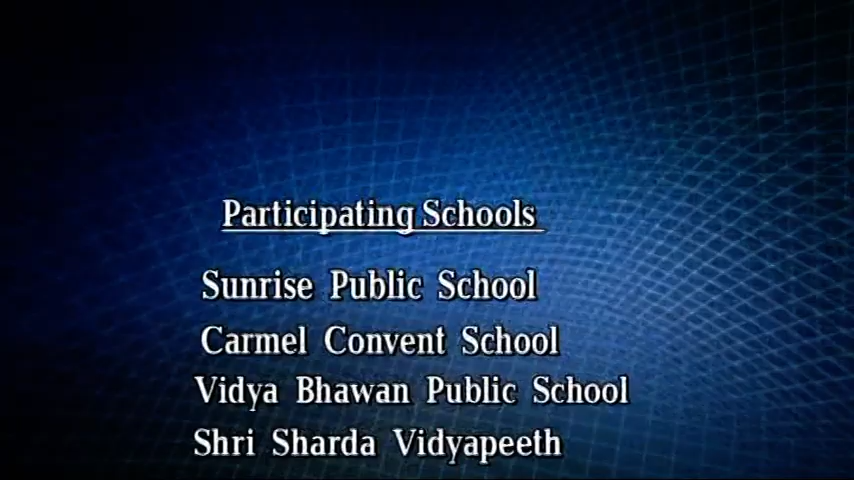 Participating Schools
Sunrise Public School
Carmel Convent School
Vidya Bhawan Public School
Shri Sharda Vidyapeeth